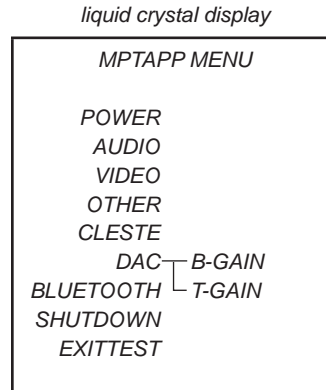 liquid crystal display
MPTAPP MENU
POWER
AUDIO
VIDEO
OTHER
CLESTE
DAC B-GAIN
BLUETOOTH T-GAIN
SHUTDOWN
EXITTEST